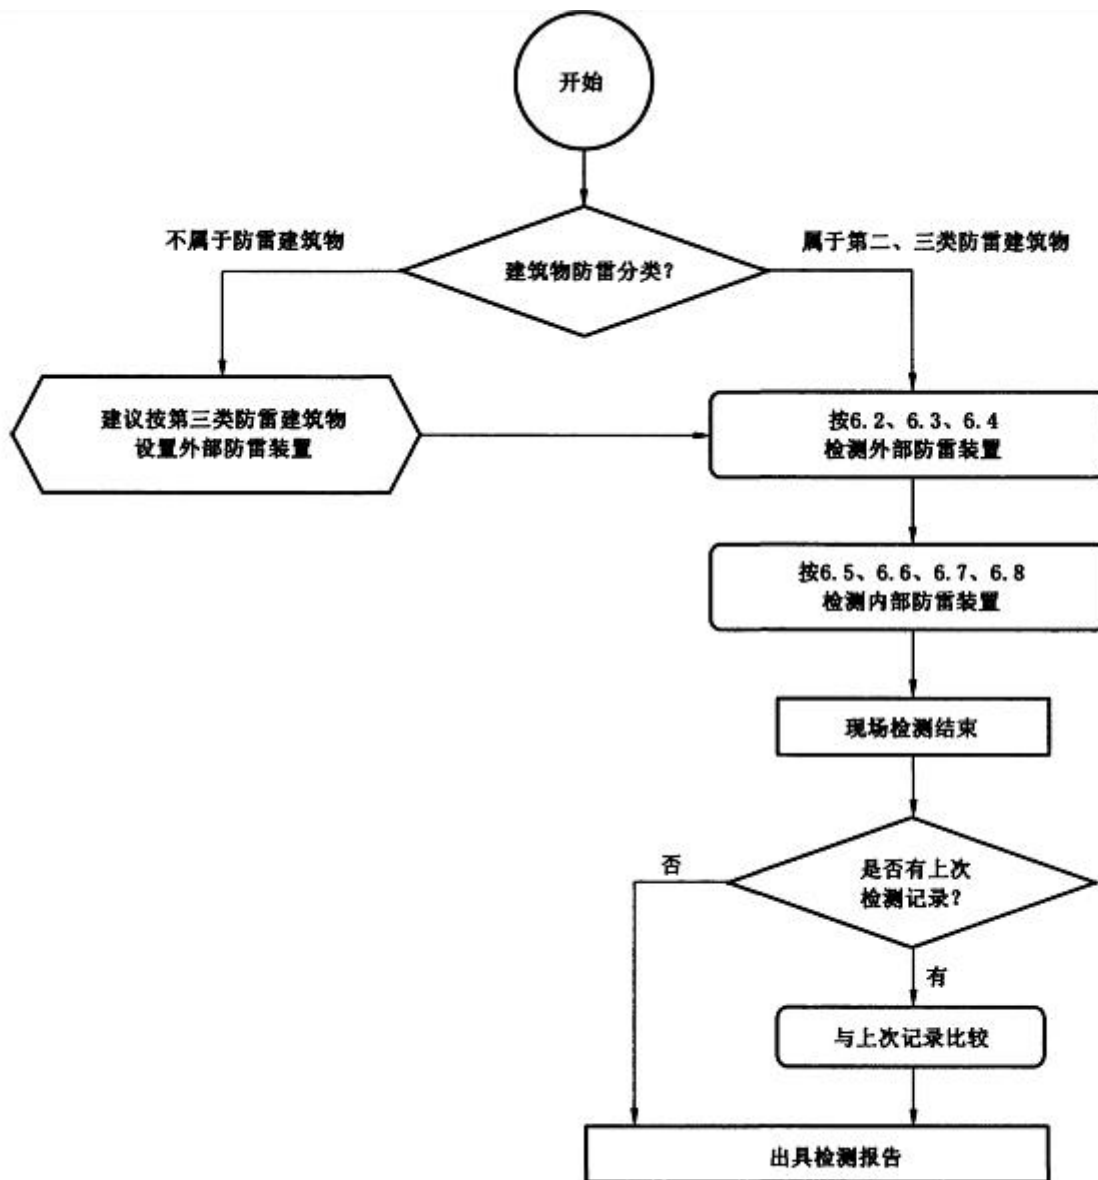 开始
不属于防雷建筑物
属于第二、三类防雷建筑物
建筑物防雷分类?
建议按第三类防雷建筑物
设置外部防雷装置
按6.2、6.3、6.4
检测外部防雷装置
按6.5、6.6、6.7、6.8
检测内部防雷装置
现场检测结束
否
是否有上次
检测记录?
有
与上次记录比较
出具检测报告